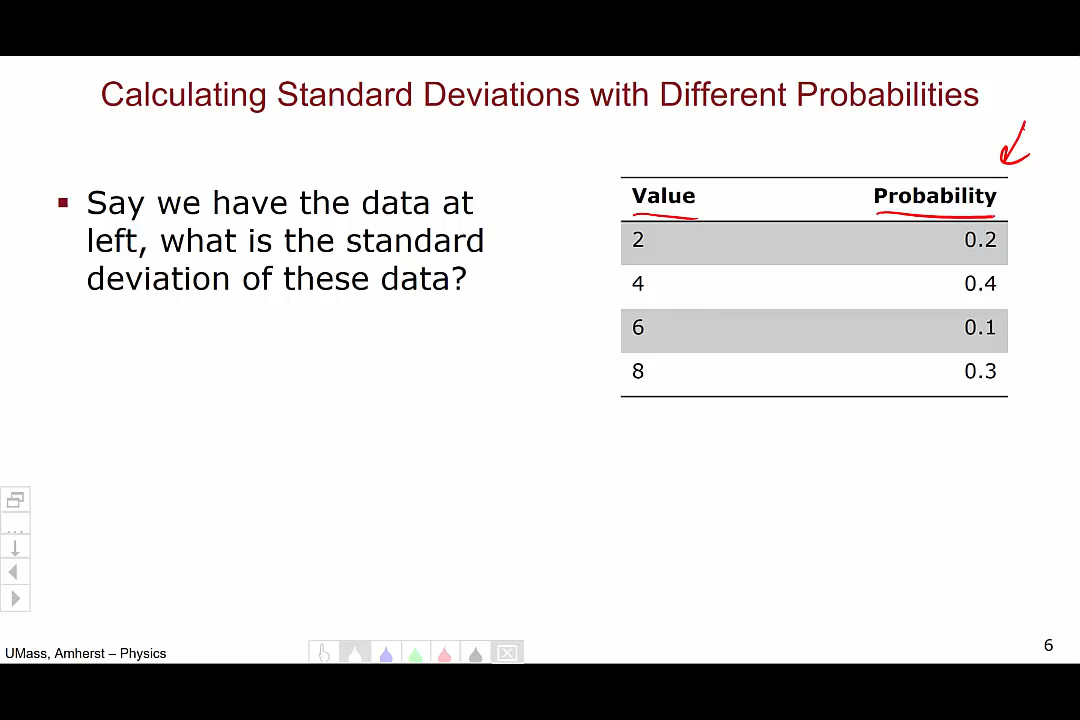 Calculating Standard Deviations with Different Probabilities
▪ Say we have the data at
left, what is the standard
deviation of these data?
Value Probability
2 0.2
4 0.4
6 0.1
8 0.3
UMass, Amherst – Physics
6